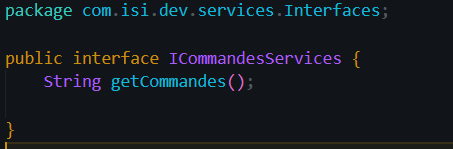 package com.isi.dev.services.Interfaces;
public interface ICommandesServices {
    String getCommandes();
}